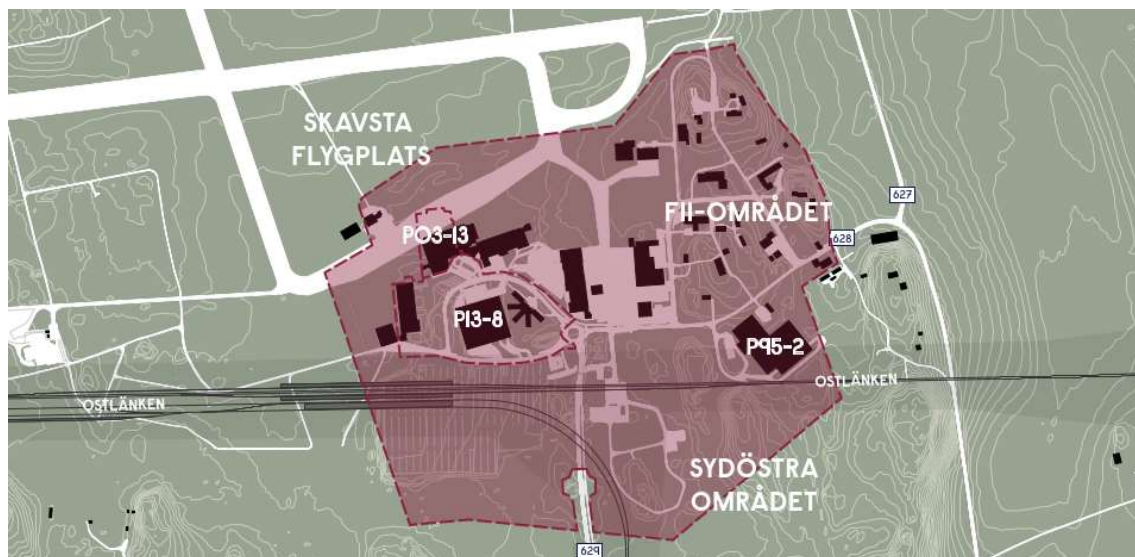 SKAVSTA
FLYGPLATS
627
P03-13
F11-OMRÅDET
628
P13-8
P95-2
OSTLÄNKEN
OSTLÄNKEN
SYDÖSTRA
OMRÅDET
629